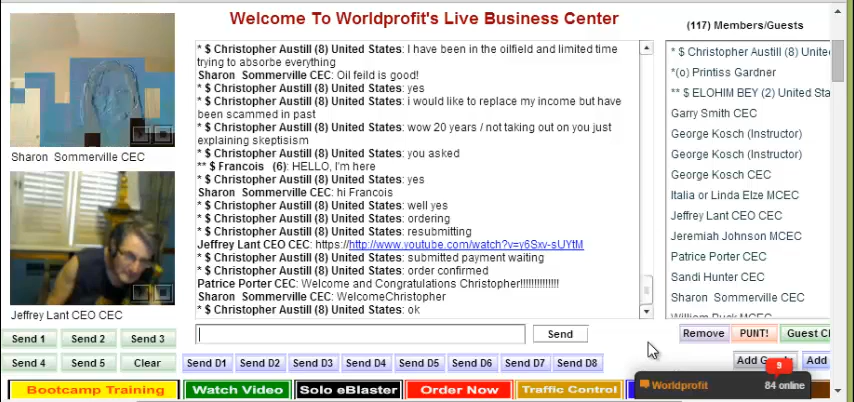 Welcome To Worldprofit's Live Business Center
(117) Members/Guests
* $ Christopher Austill (8) United States: I have been in the oilfield and limited time
trying to absorbe everything
Sharon Sommerville CEC: Oil feild is good!
* $ Christopher Austill (8) United States: yes
* $ Christopher Austill (8) United States: i would like to replace my income but have
been scammed in past
* $ Christopher Austill (8) United States: wow 20 years / not taking out on you just
explaining skeptisism
* $ Christopher Austill (8) United States: you asked
** $ Francois (6): HELLO, I'm here
* $ Christopher Austill (8) United States: yes
Sharon Sommerville CEC: hi Francois
* $ Christopher Austill (8) United States: well yes
* $ Christopher Austill (8) United States: ordering
* $ Christopher Austill (8) United States: resubmitting
Jeffrey Lant CEO CEC: https://http://www.youtube.com/watch?v=y6Sxv-sUYtM
* $ Christopher Austill (8) United States: submitted payment waiting
* $ Christopher Austill (8) United States: order confirmed
Patrice Porter CEC: Welcome and Congratulations Christopher!!!!!!!!!!!!!!!
Sharon Sommerville CEC: WelcomeChristopher
* $ Christopher Austill (8) United States: ok
* $ Christopher Austill (8) Unite
*(o) Printiss Gardner
** $ ELOHIM BEY (2) United Sta
Garry Smith CEC
George Kosch (Instructor)
George Kosch (Instructor)
George Kosch CEC
Italia or Linda Elze MCEC
Jeffrey Lant CEO CEC
Jeremiah Johnson MCEC
Patrice Porter CEC
Sandi Hunter CEC
Sharon Sommerville CEC
William Buck MCEC
Sharon Sommerville CEC
Jeffrey Lant CEO CEC
Send
Remove
PUNT!
Guest Cl
Send 1
Send 2
Send 3
Send 4
Send 5
Clear
Send D1
Send D2
Send D3
Send D4
Send D5
Send D6
Send D7
Send D8
Add
Add
9
Worldprofit
84 online
Bootcamp Training
Watch Video
Solo eBlaster
Order Now
Traffic Control